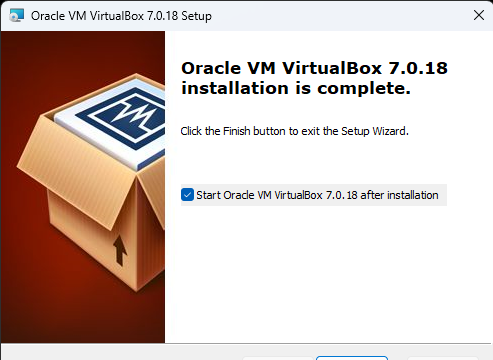 Oracle VM VirtualBox 7.0.18 Setup
Oracle VM VirtualBox 7.0.18
installation is complete.
Click the Finish button to exit the Setup Wizard.
Start Oracle VM VirtualBox 7.0.18 after installation